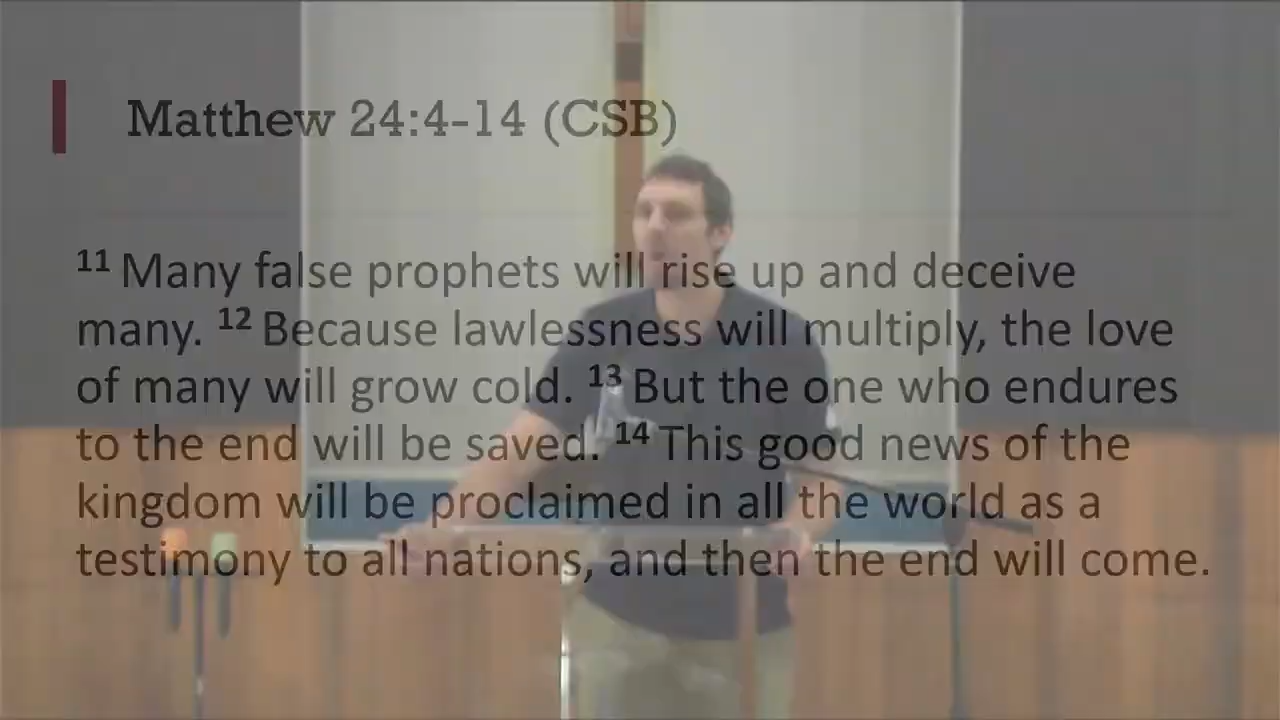 Matthew 24:4-14 (CSB)
11 Many false prophets will rise up and deceive
many. 12 Because lawlessness will multiply, the love
of many will grow cold. 13 But the one who endures
to the end will be saved. 14 This good news of the
kingdom will be proclaimed in all the world as a
testimony to all nations, and then the end will come.